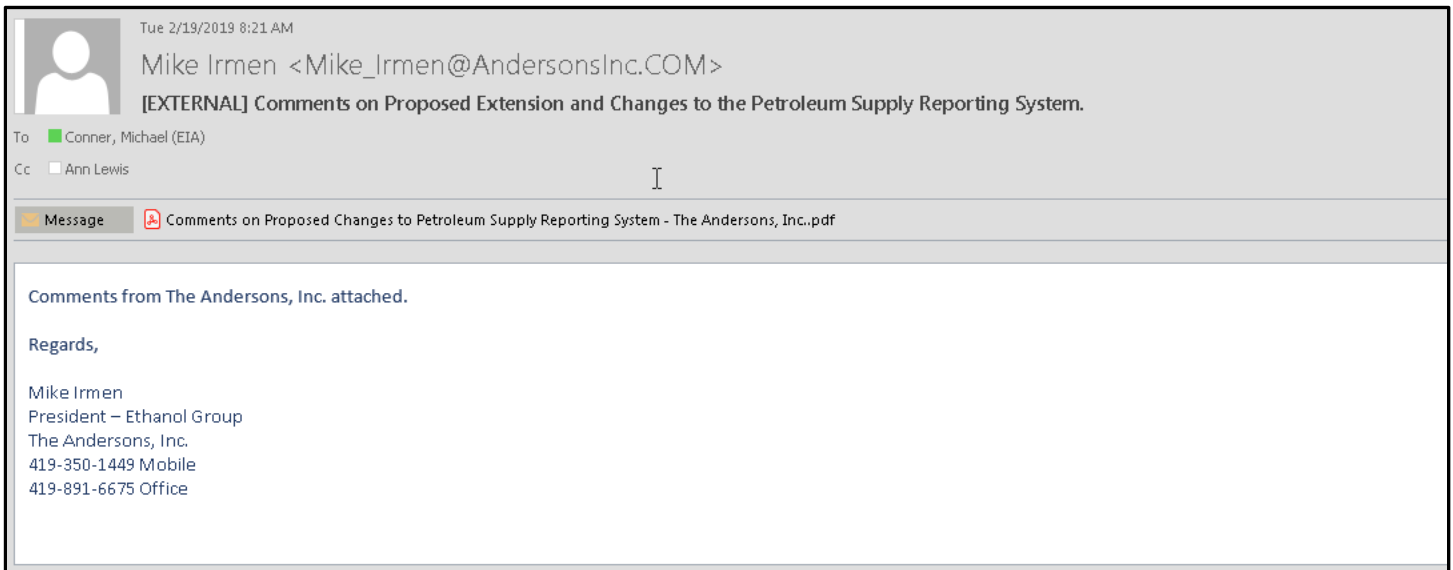 Tue 2/19/2019 8:21 AM
Mike Irmen <Mike_Irmen@AndersonsInc.COM>
[EXTERNAL] Comments on Proposed Extension and Changes to the Petroleum Supply Reporting System.
To Conner, Michael (EIA)
Cc Ann Lewis
Message Comments on Proposed Changes to Petroleum Supply Reporting System - The Andersons, Inc..pdf
Comments from The Andersons, Inc. attached.
Regards,
Mike Irmen
President – Ethanol Group
The Andersons, Inc.
419-350-1449 Mobile
419-891-6675 Office